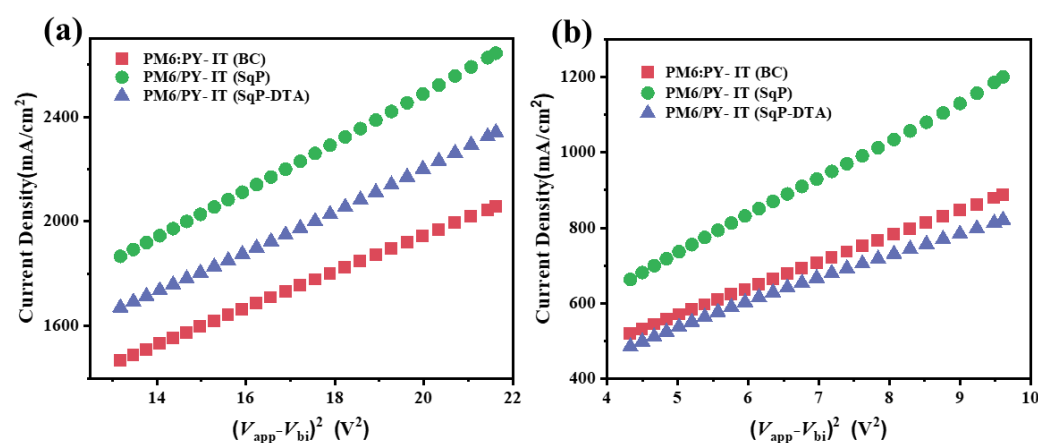 (a)
PM6:PY- IT (BC)
PM6/PY- IT (SqP)
PM6/PY- IT (SqP-DTA)
Current Density(mA/cm²)
2400
2000
1600
14 16 18 20 22
(Vapp-Vbi)² (V²)
(b)
PM6:PY- IT (BC)
PM6/PY- IT (SqP)
PM6/PY- IT (SqP-DTA)
Current Density(mA/cm²)
1200
1000
800
600
400
4 5 6 7 8 9 10
(Vapp-Vbi)² (V²)